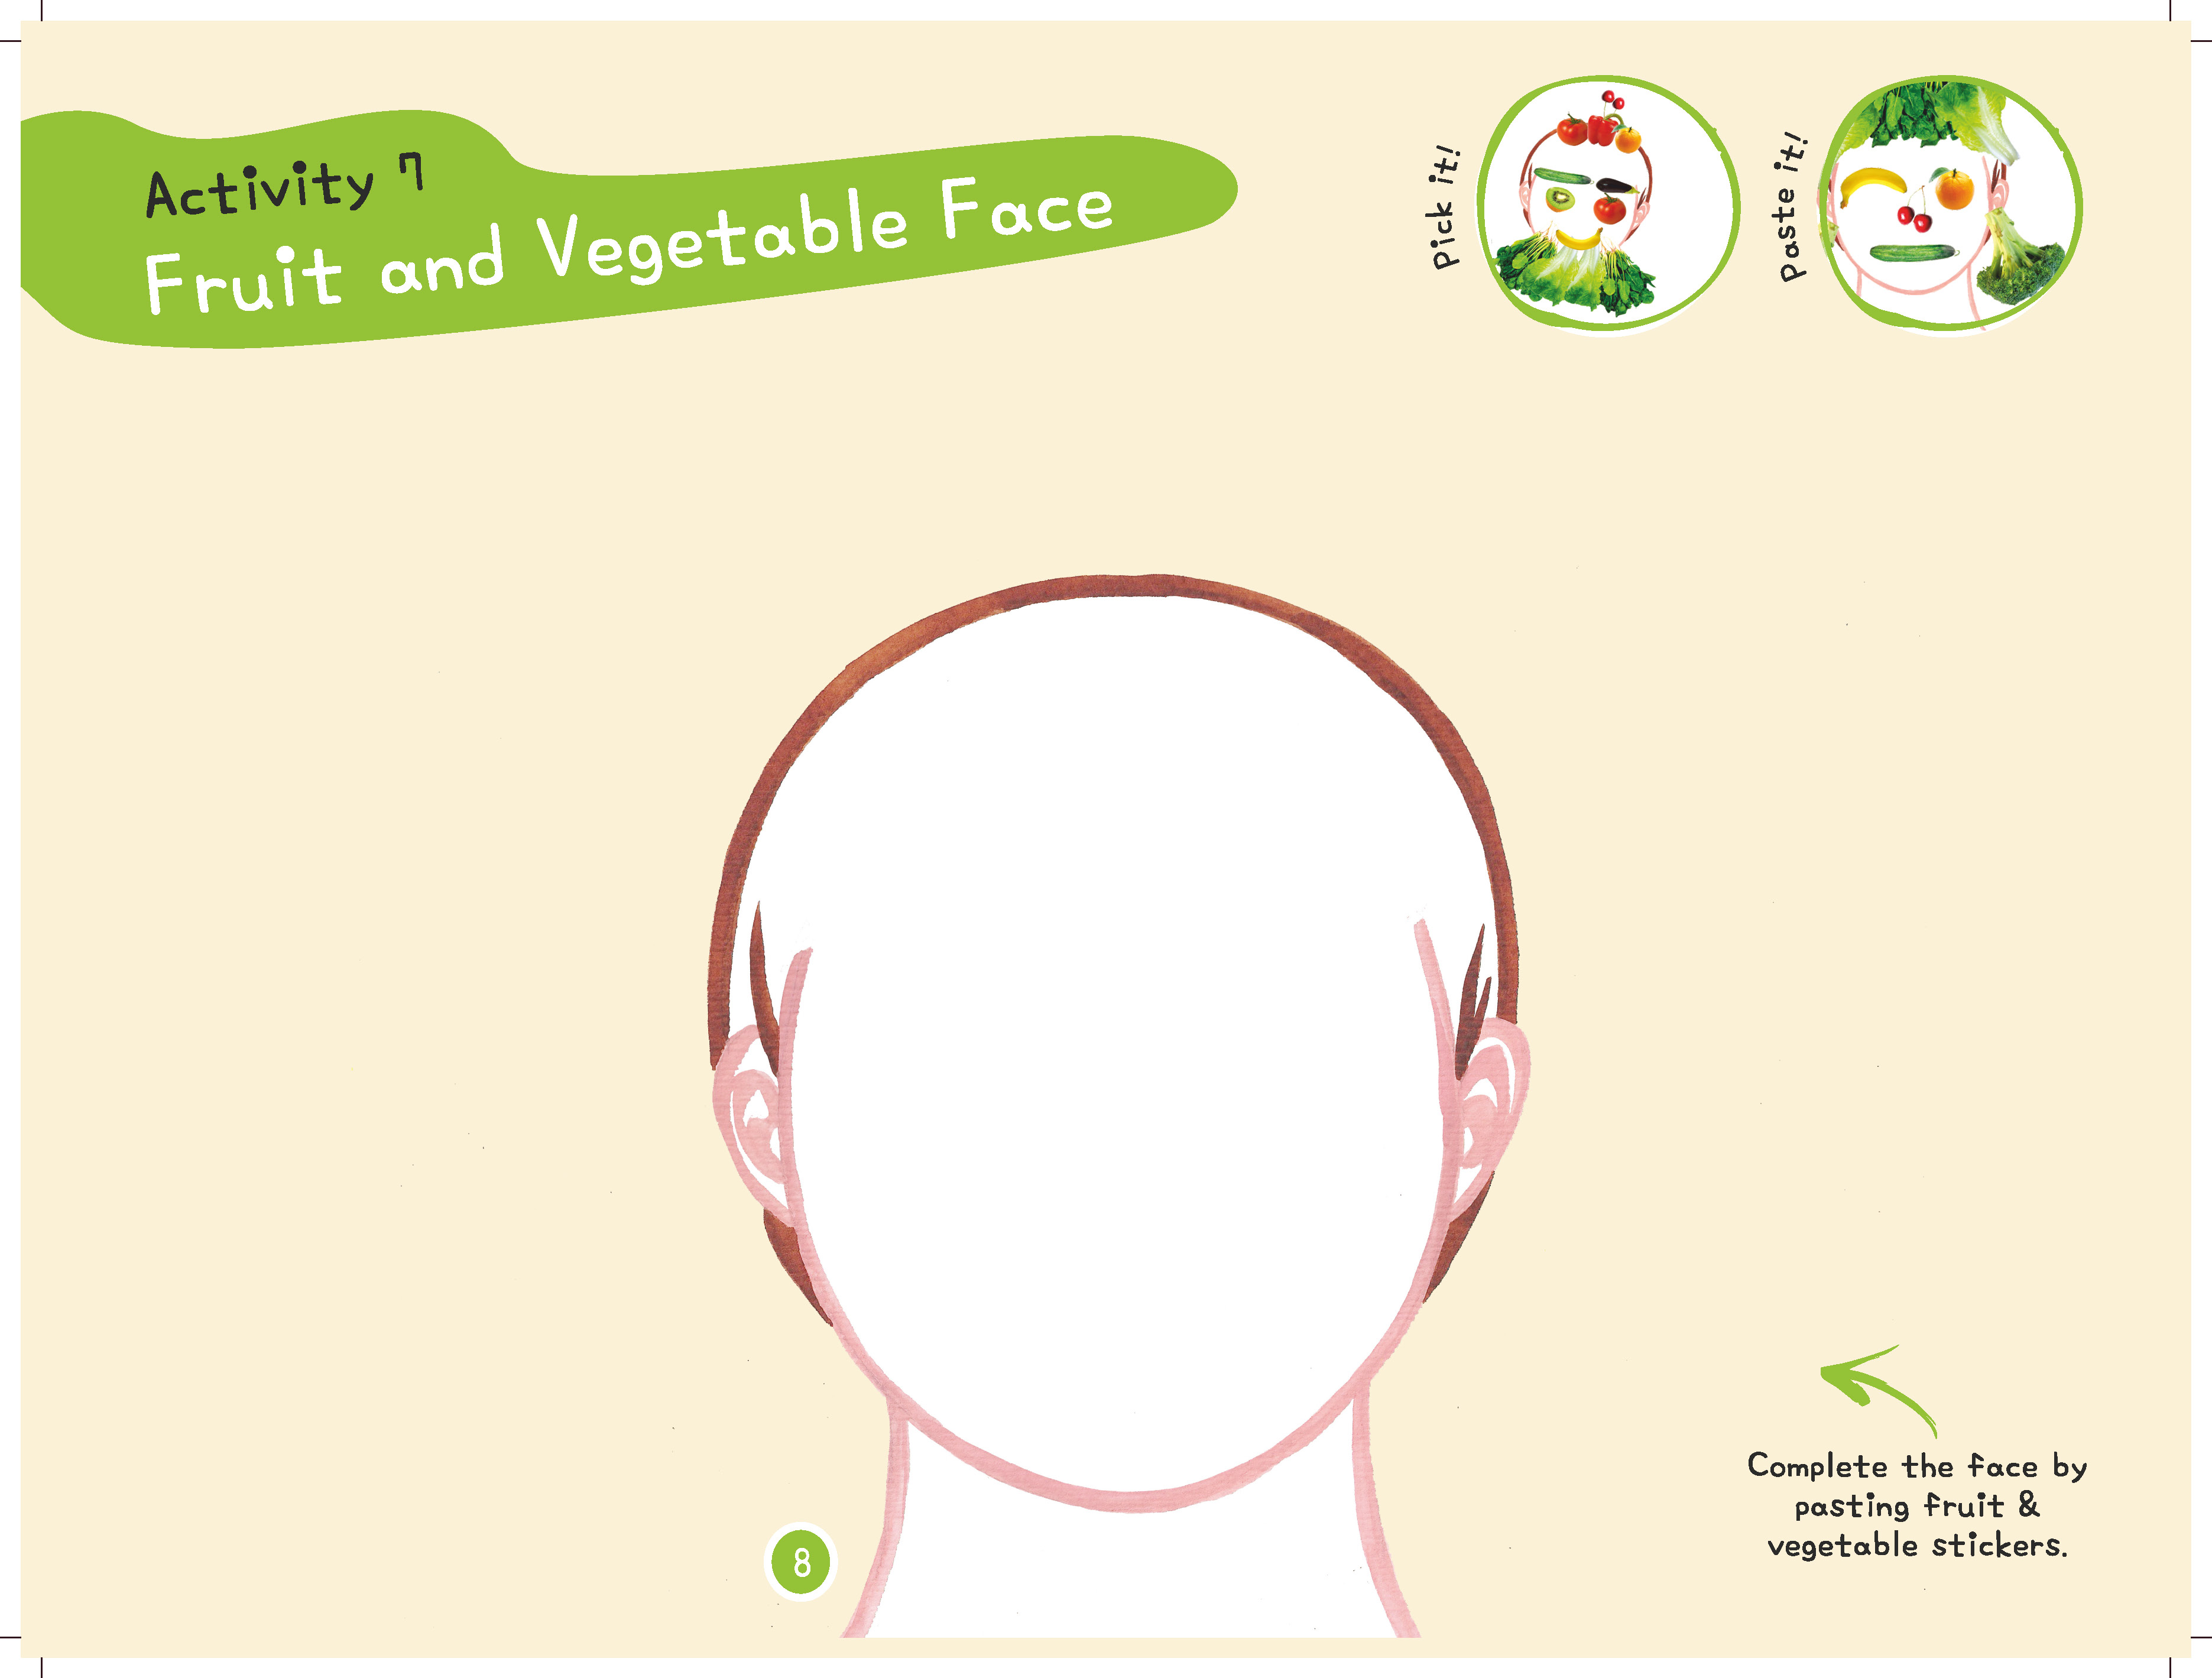 Activity 7
Fruit and Vegetable Face
Pick it!
Paste it!
Complete the face by
pasting fruit &
vegetable stickers.
8